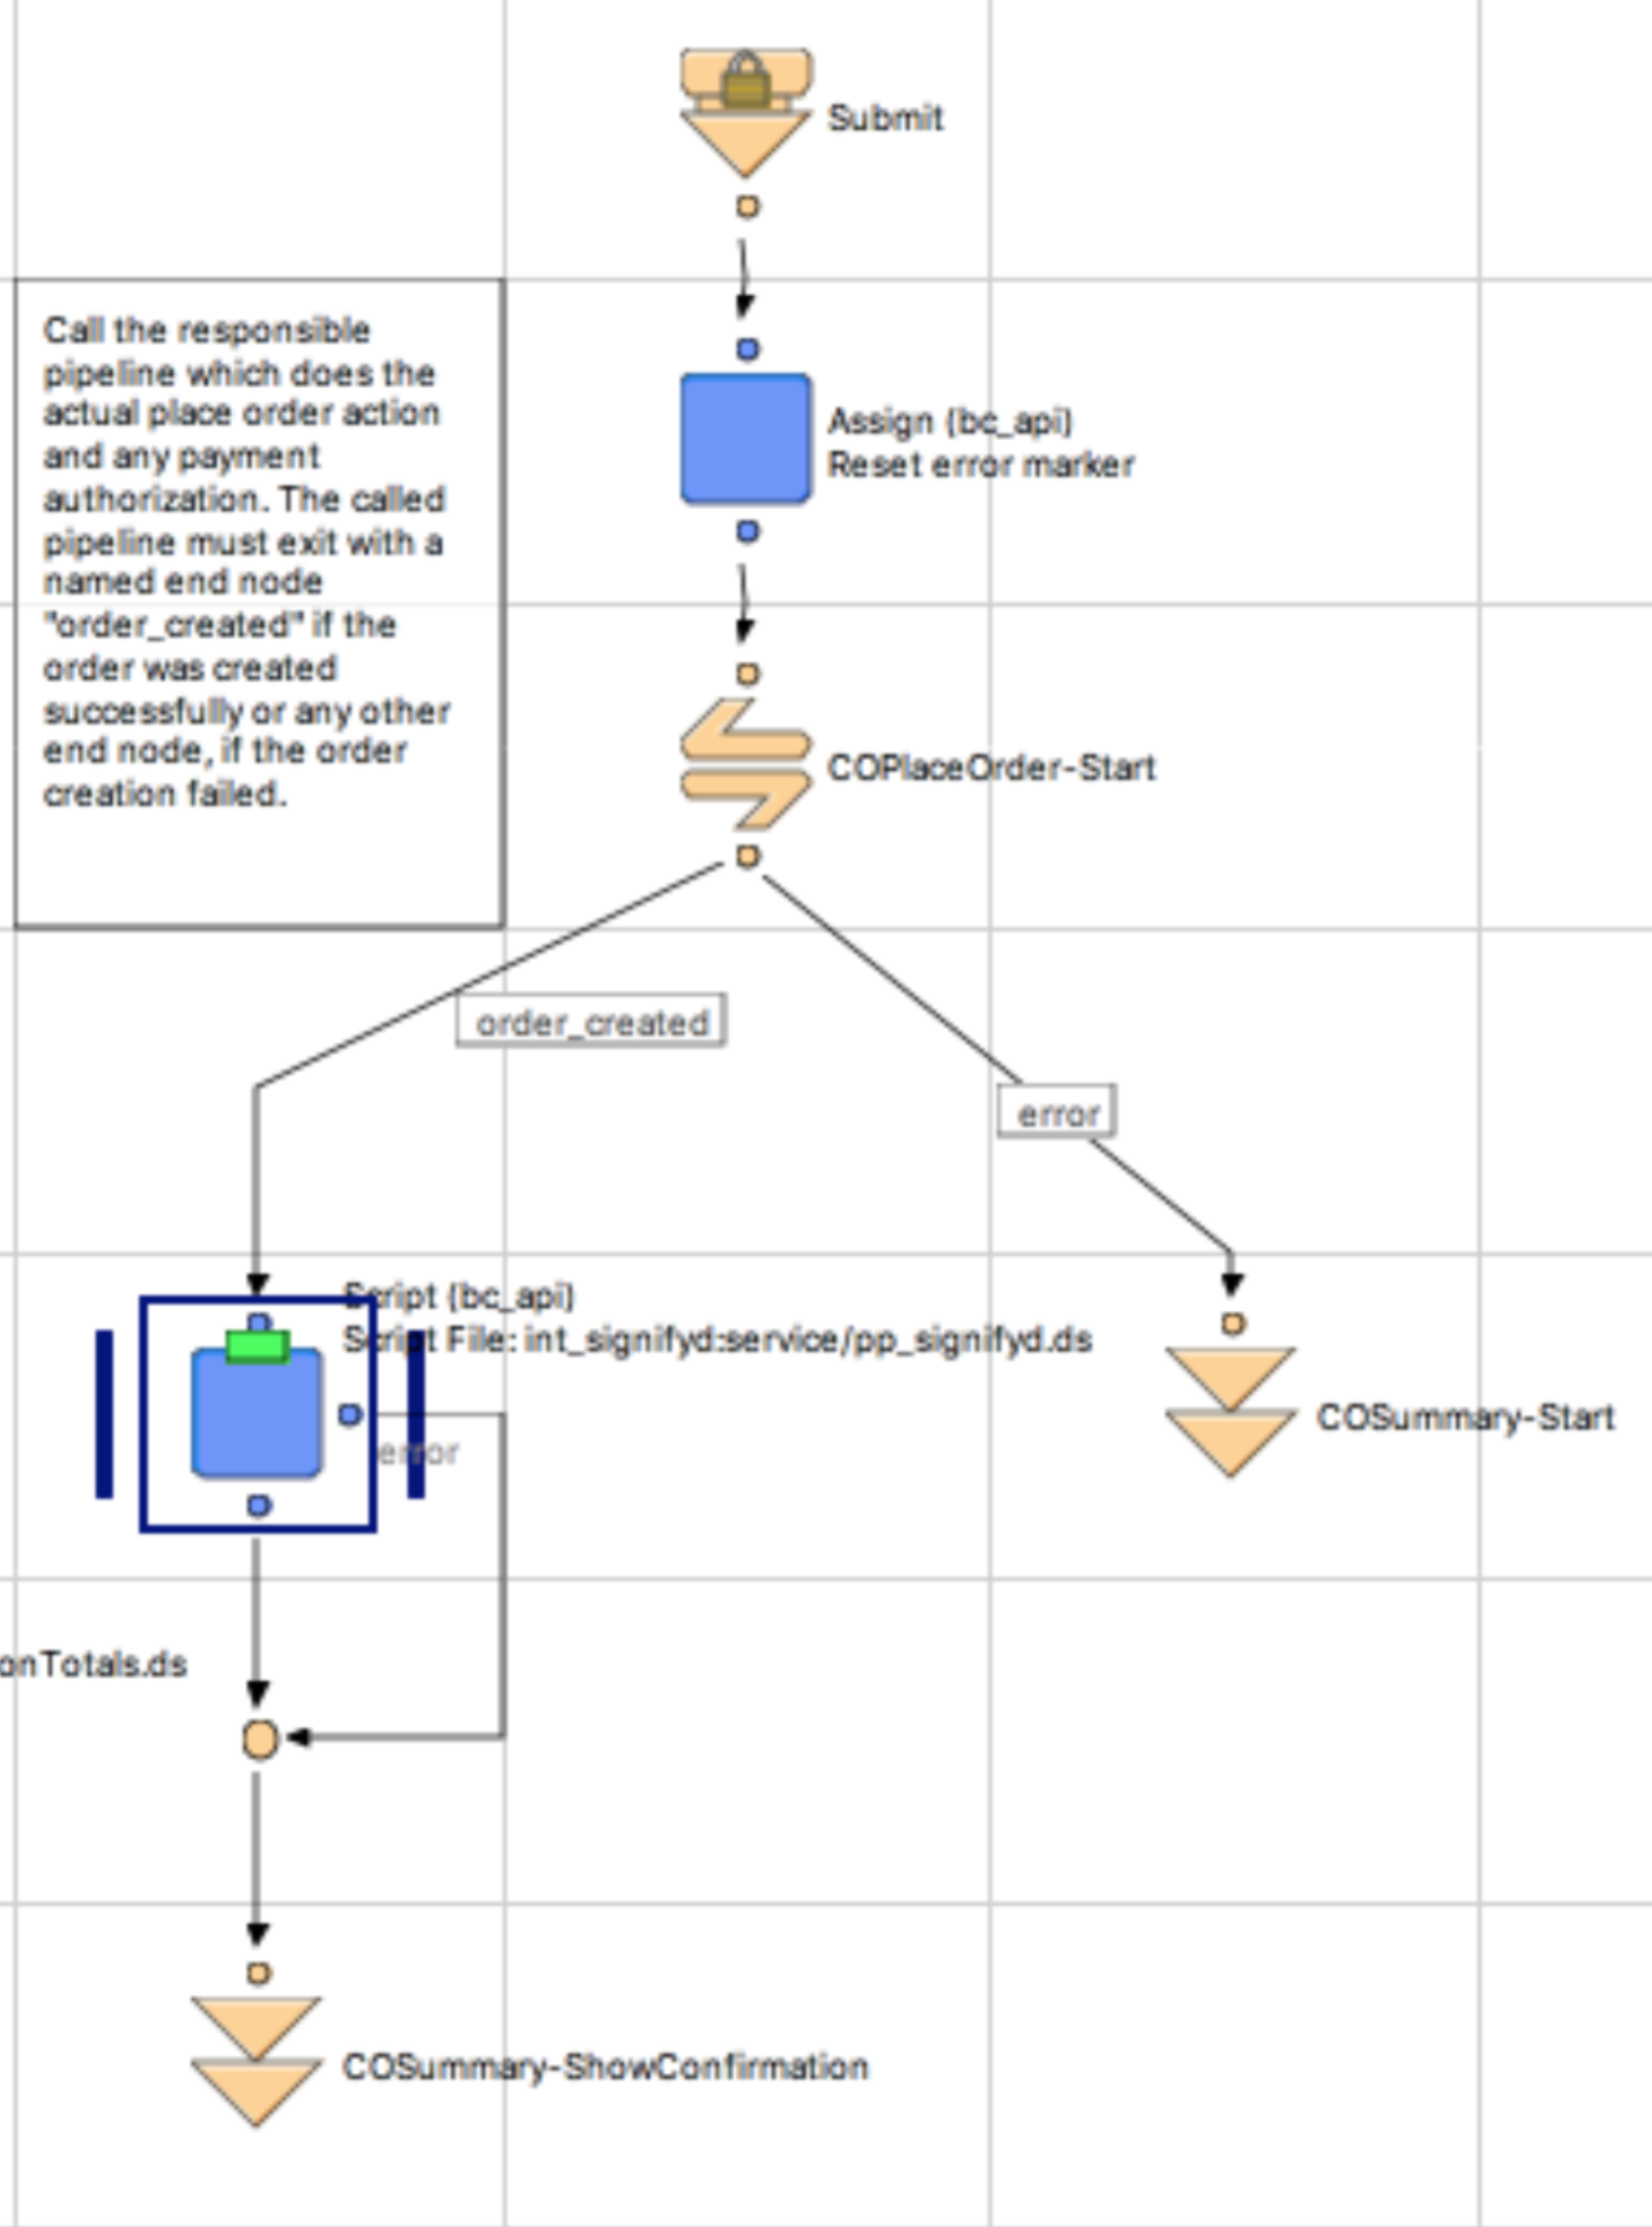 Submit
Call the responsible
pipeline which does the
actual place order action
and any payment
authorization. The called
pipeline must exit with a
named end node
"order_created" if the
order was created
successfully or any other
end node, if the order
creation failed.
Assign (bc_api)
Reset error marker
COPlaceOrder-Start
order_created
error
Script (bc_api)
Script File: int_signifyd:service/pp_signifyd.ds
error
COSummary-Start
onTotals.ds
COSummary-ShowConfirmation